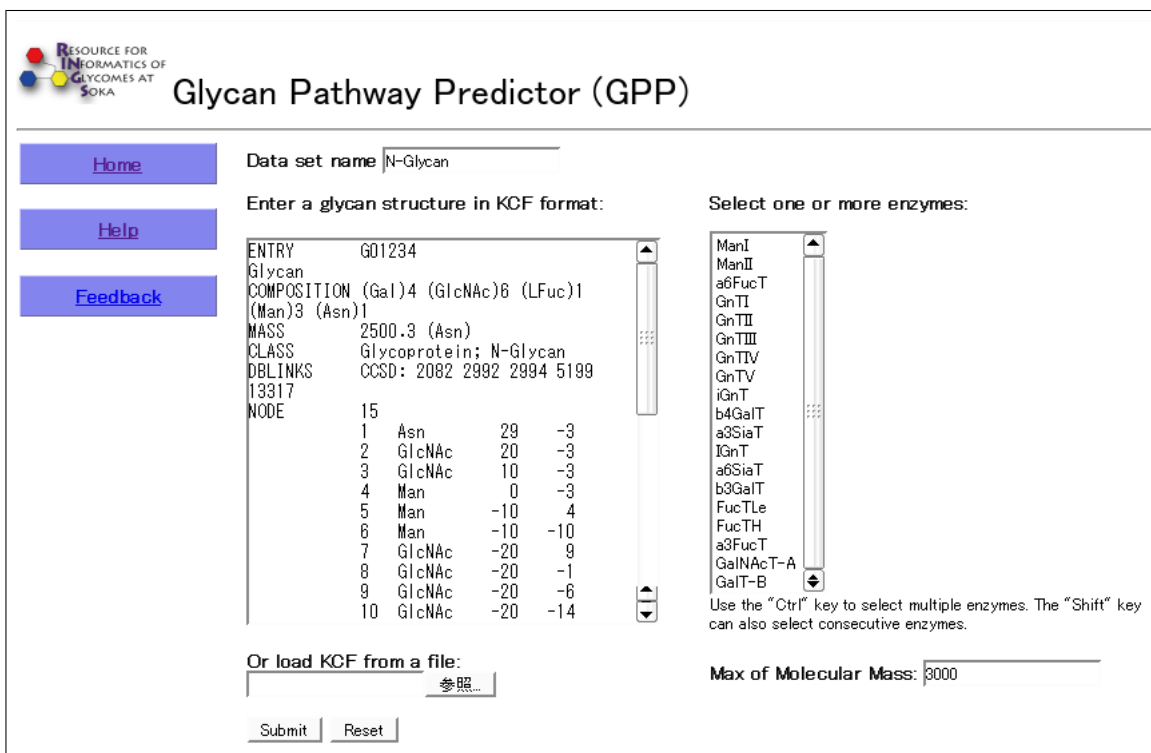 RESOURCE FOR
INFORMATICS OF
GLYCOMES AT
SOKA
Glycan Pathway Predictor (GPP)
Home
Help
Feedback
Data set name N-Glycan
Enter a glycan structure in KCF format:
ENTRY G01234
Glycan
COMPOSITION (Gal)4 (GlcNAc)6 (LFuc)1
(Man)3 (Asn)1
MASS 2500.3 (Asn)
CLASS Glycoprotein; N-Glycan
DBLINKS CCSD: 2082 2992 2994 5199
13317
NODE 15
1 Asn 29 -3
2 GlcNAc 20 -3
3 GlcNAc 10 -3
4 Man 0 -3
5 Man -10 4
6 Man -10 -10
7 GlcNAc -20 9
8 GlcNAc -20 -1
9 GlcNAc -20 -6
10 GlcNAc -20 -14
Or load KCF from a file:
参照...
Submit Reset
Select one or more enzymes:
ManI
ManII
a6FucT
GnTI
GnTII
GnTIII
GnTIV
GnTV
iGnT
b4GalT
a3SiaT
IGnT
a6SiaT
b3GalT
FucTLe
FucTH
a3FucT
GalNAcT-A
GalT-B
Use the "Ctrl" key to select multiple enzymes. The "Shift" key
can also select consecutive enzymes.
Max of Molecular Mass: 3000